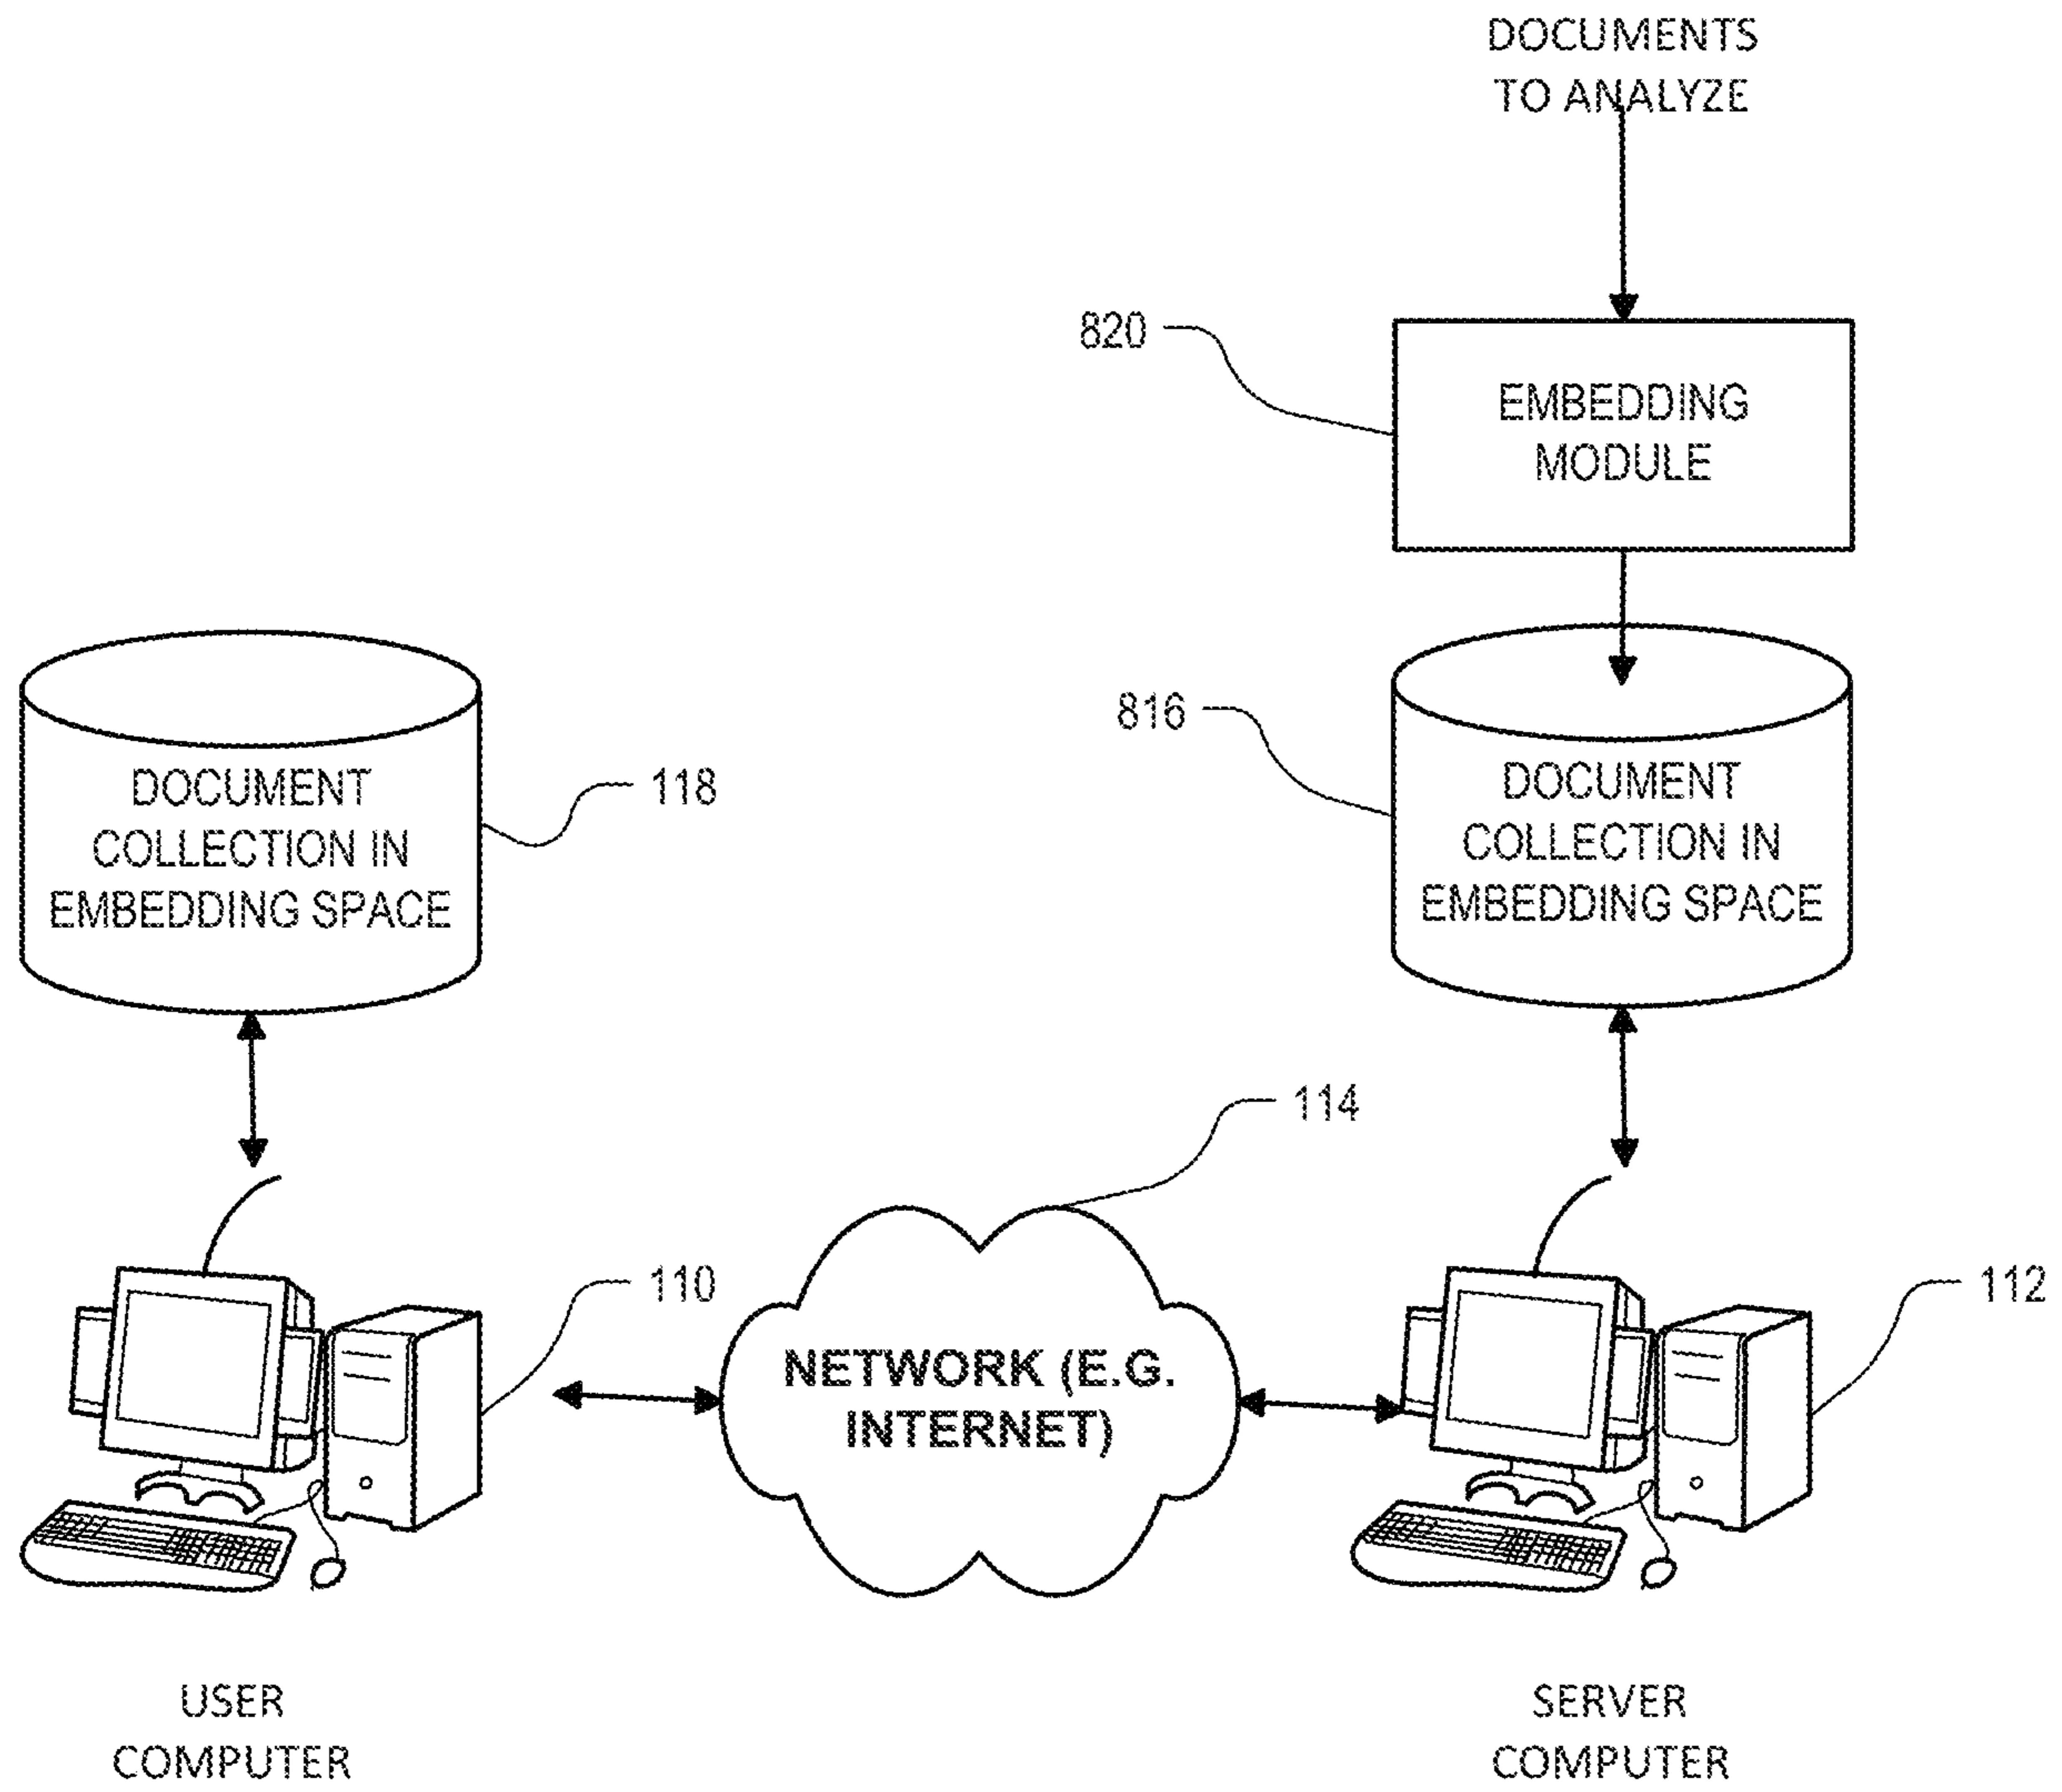 DOCUMENTS
TO ANALYZE
820
EMBEDDING
MODULE
816
DOCUMENT
COLLECTION IN
EMBEDDING SPACE
118
DOCUMENT
COLLECTION IN
EMBEDDING SPACE
114
110
NETWORK (E.G.
INTERNET)
112
USER
COMPUTER
SERVER
COMPUTER